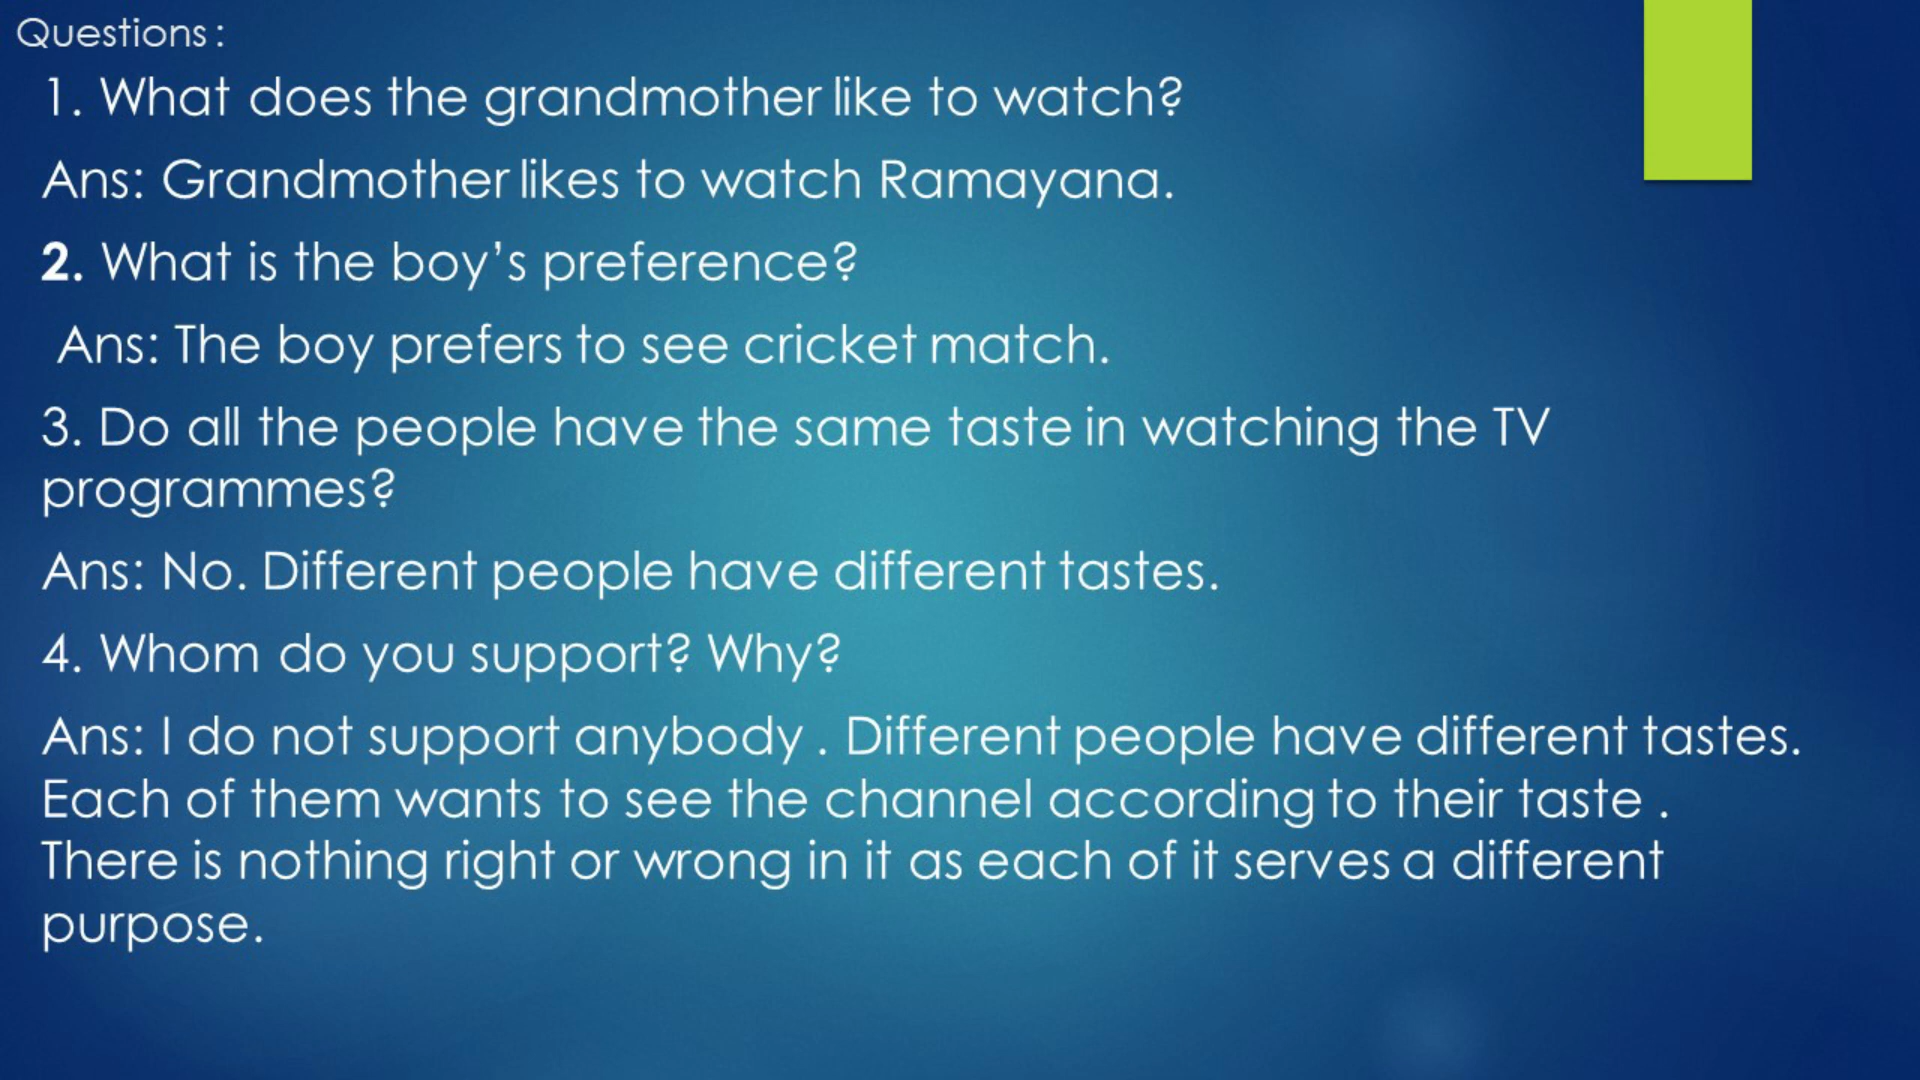 Questions :
1. What does the grandmother like to watch?
Ans: Grandmother likes to watch Ramayana.
2. What is the boy’s preference?
Ans: The boy prefers to see cricket match.
3. Do all the people have the same taste in watching the TV
programmes?
Ans: No. Different people have different tastes.
4. Whom do you support? Why?
Ans: I do not support anybody . Different people have different tastes.
Each of them wants to see the channel according to their taste .
There is nothing right or wrong in it as each of it serves a different
purpose.